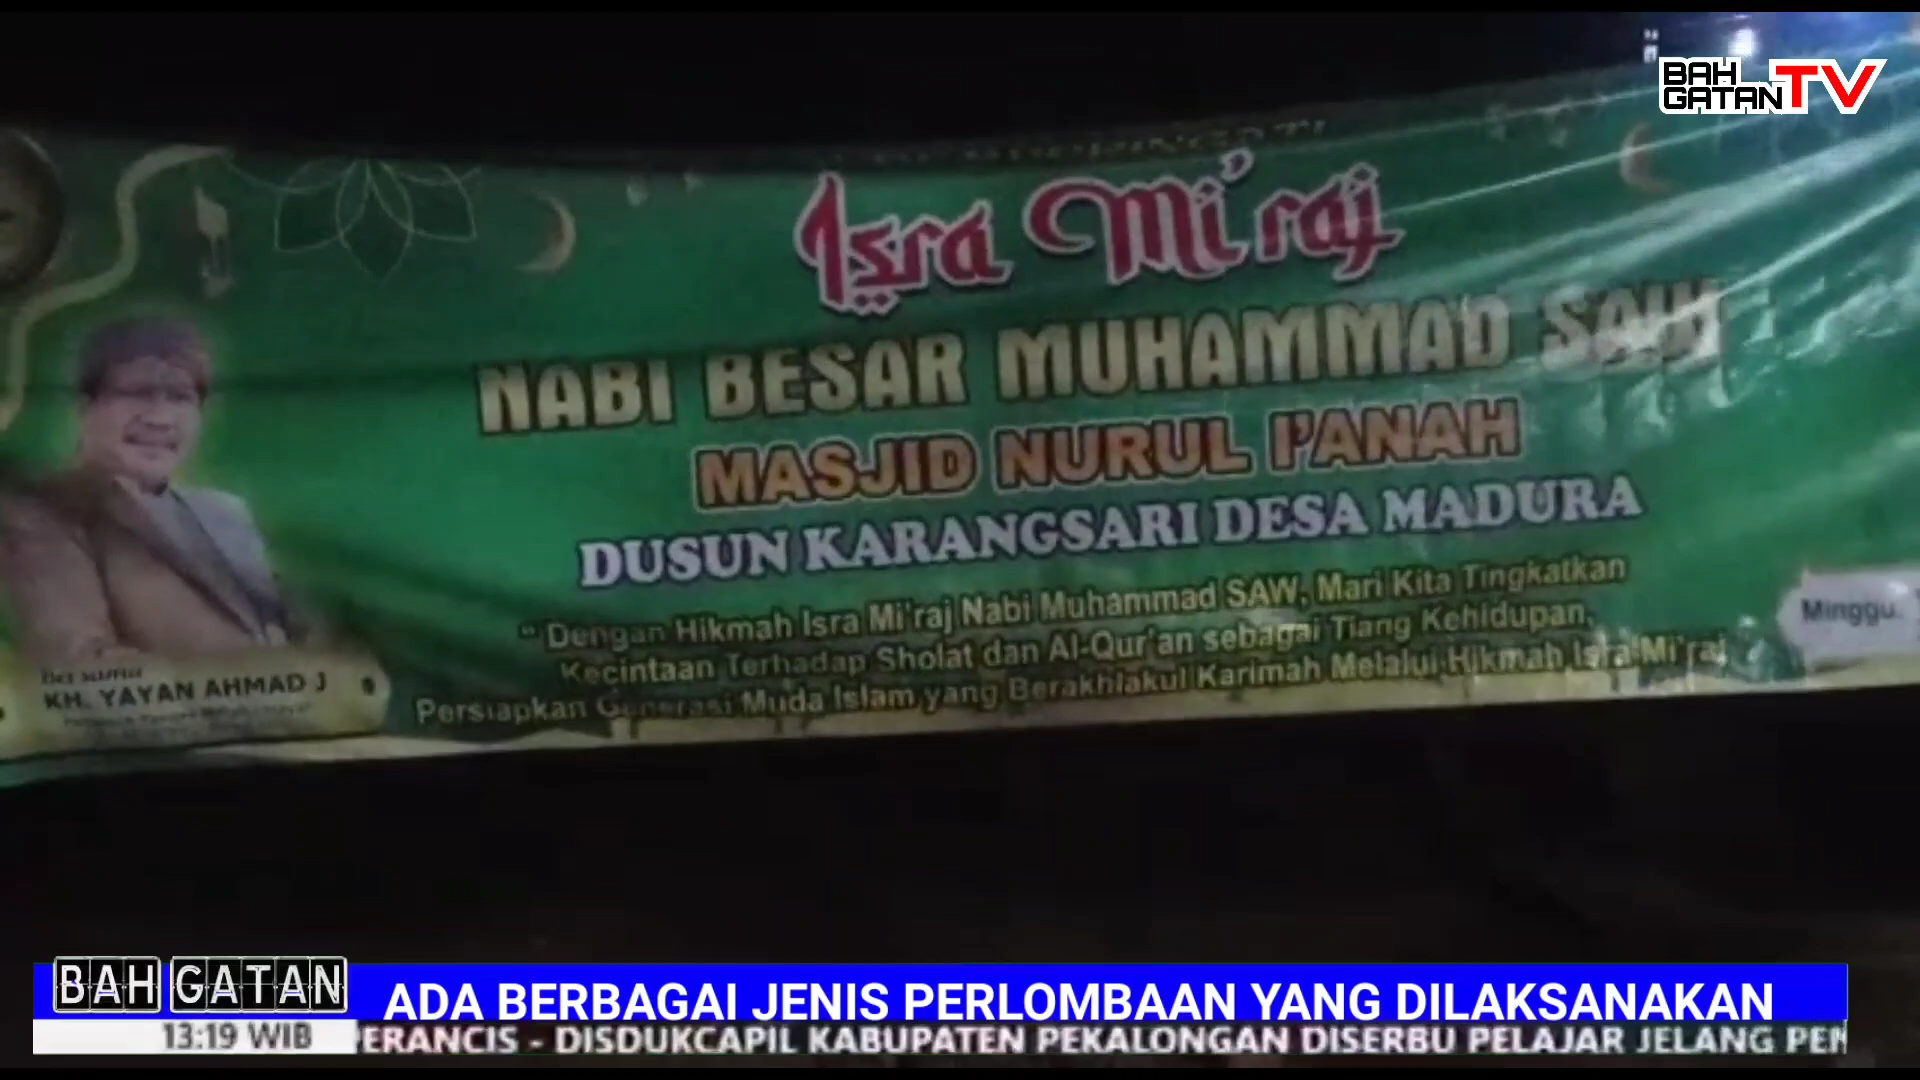 BAH GATAN TV
Isra Mi'raj
NABI BESAR MUHAMMAD SAW
MASJID NURUL I'ANAH
DUSUN KARANGSARI DESA MADURA
"Dengan Hikmah Isra Mi'raj Nabi Muhammad SAW, Mari Kita Tingkatkan
Kecintaan Terhadap Sholat dan Al-Qur'an sebagai Tiang Kehidupan,
Persiapkan Generasi Muda Islam yang Berakhlakul Karimah Melalui Hikmah Isra Mi'raj
Minggu,
bersama
KH. YAYAN AHMAD J
BAH GATAN
ADA BERBAGAI JENIS PERLOMBAAN YANG DILAKSANAKAN
13:19 WIB
PERANCIS - DISDUKCAPIL KABUPATEN PEKALONGAN DISERBU PELAJAR JELANG PEM